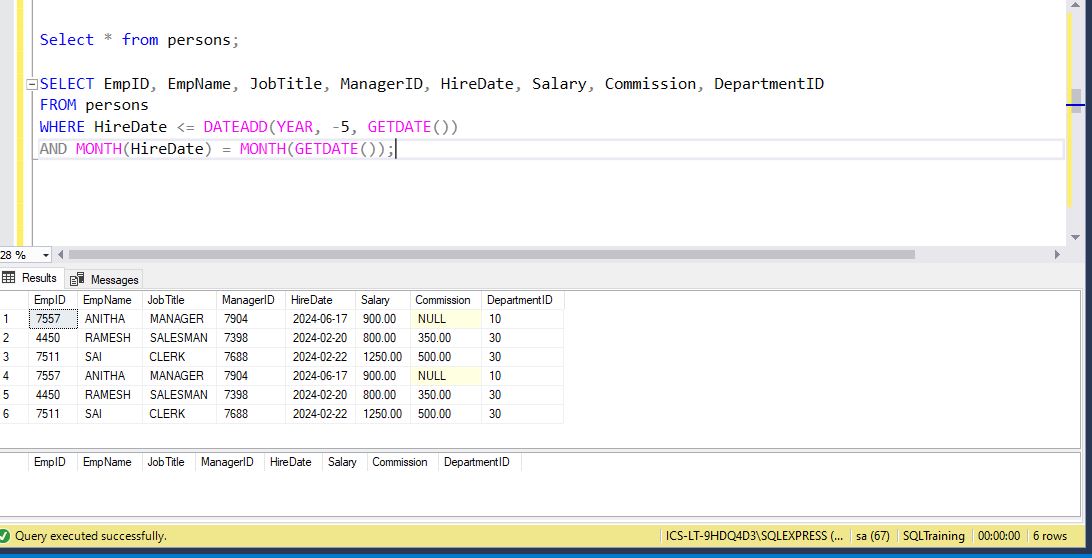 Select * from persons;
SELECT EmpID, EmpName, JobTitle, ManagerID, HireDate, Salary, Commission, DepartmentID
FROM persons
WHERE HireDate <= DATEADD(YEAR, -5, GETDATE())
AND MONTH(HireDate) = MONTH(GETDATE());
28 %
Results Messages
EmpID EmpName JobTitle ManagerID HireDate Salary Commission DepartmentID
1 7557 ANITHA MANAGER 7904 2024-06-17 900.00 NULL 10
2 4450 RAMESH SALESMAN 7398 2024-02-20 800.00 350.00 30
3 7511 SAI CLERK 7688 2024-02-22 1250.00 500.00 30
4 7557 ANITHA MANAGER 7904 2024-06-17 900.00 NULL 10
5 4450 RAMESH SALESMAN 7398 2024-02-20 800.00 350.00 30
6 7511 SAI CLERK 7688 2024-02-22 1250.00 500.00 30
EmpID EmpName JobTitle ManagerID HireDate Salary Commission DepartmentID
Query executed successfully. ICS-LT-9HDQ4D3\SQLEXPRESS (... sa (67) SQLTraining 00:00:00 6 rows